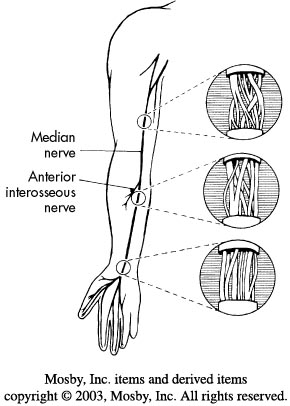 Median
nerve
Anterior
interosseous
nerve
Mosby, Inc. items and derived items
copyright © 2003, Mosby, Inc. All rights reserved.